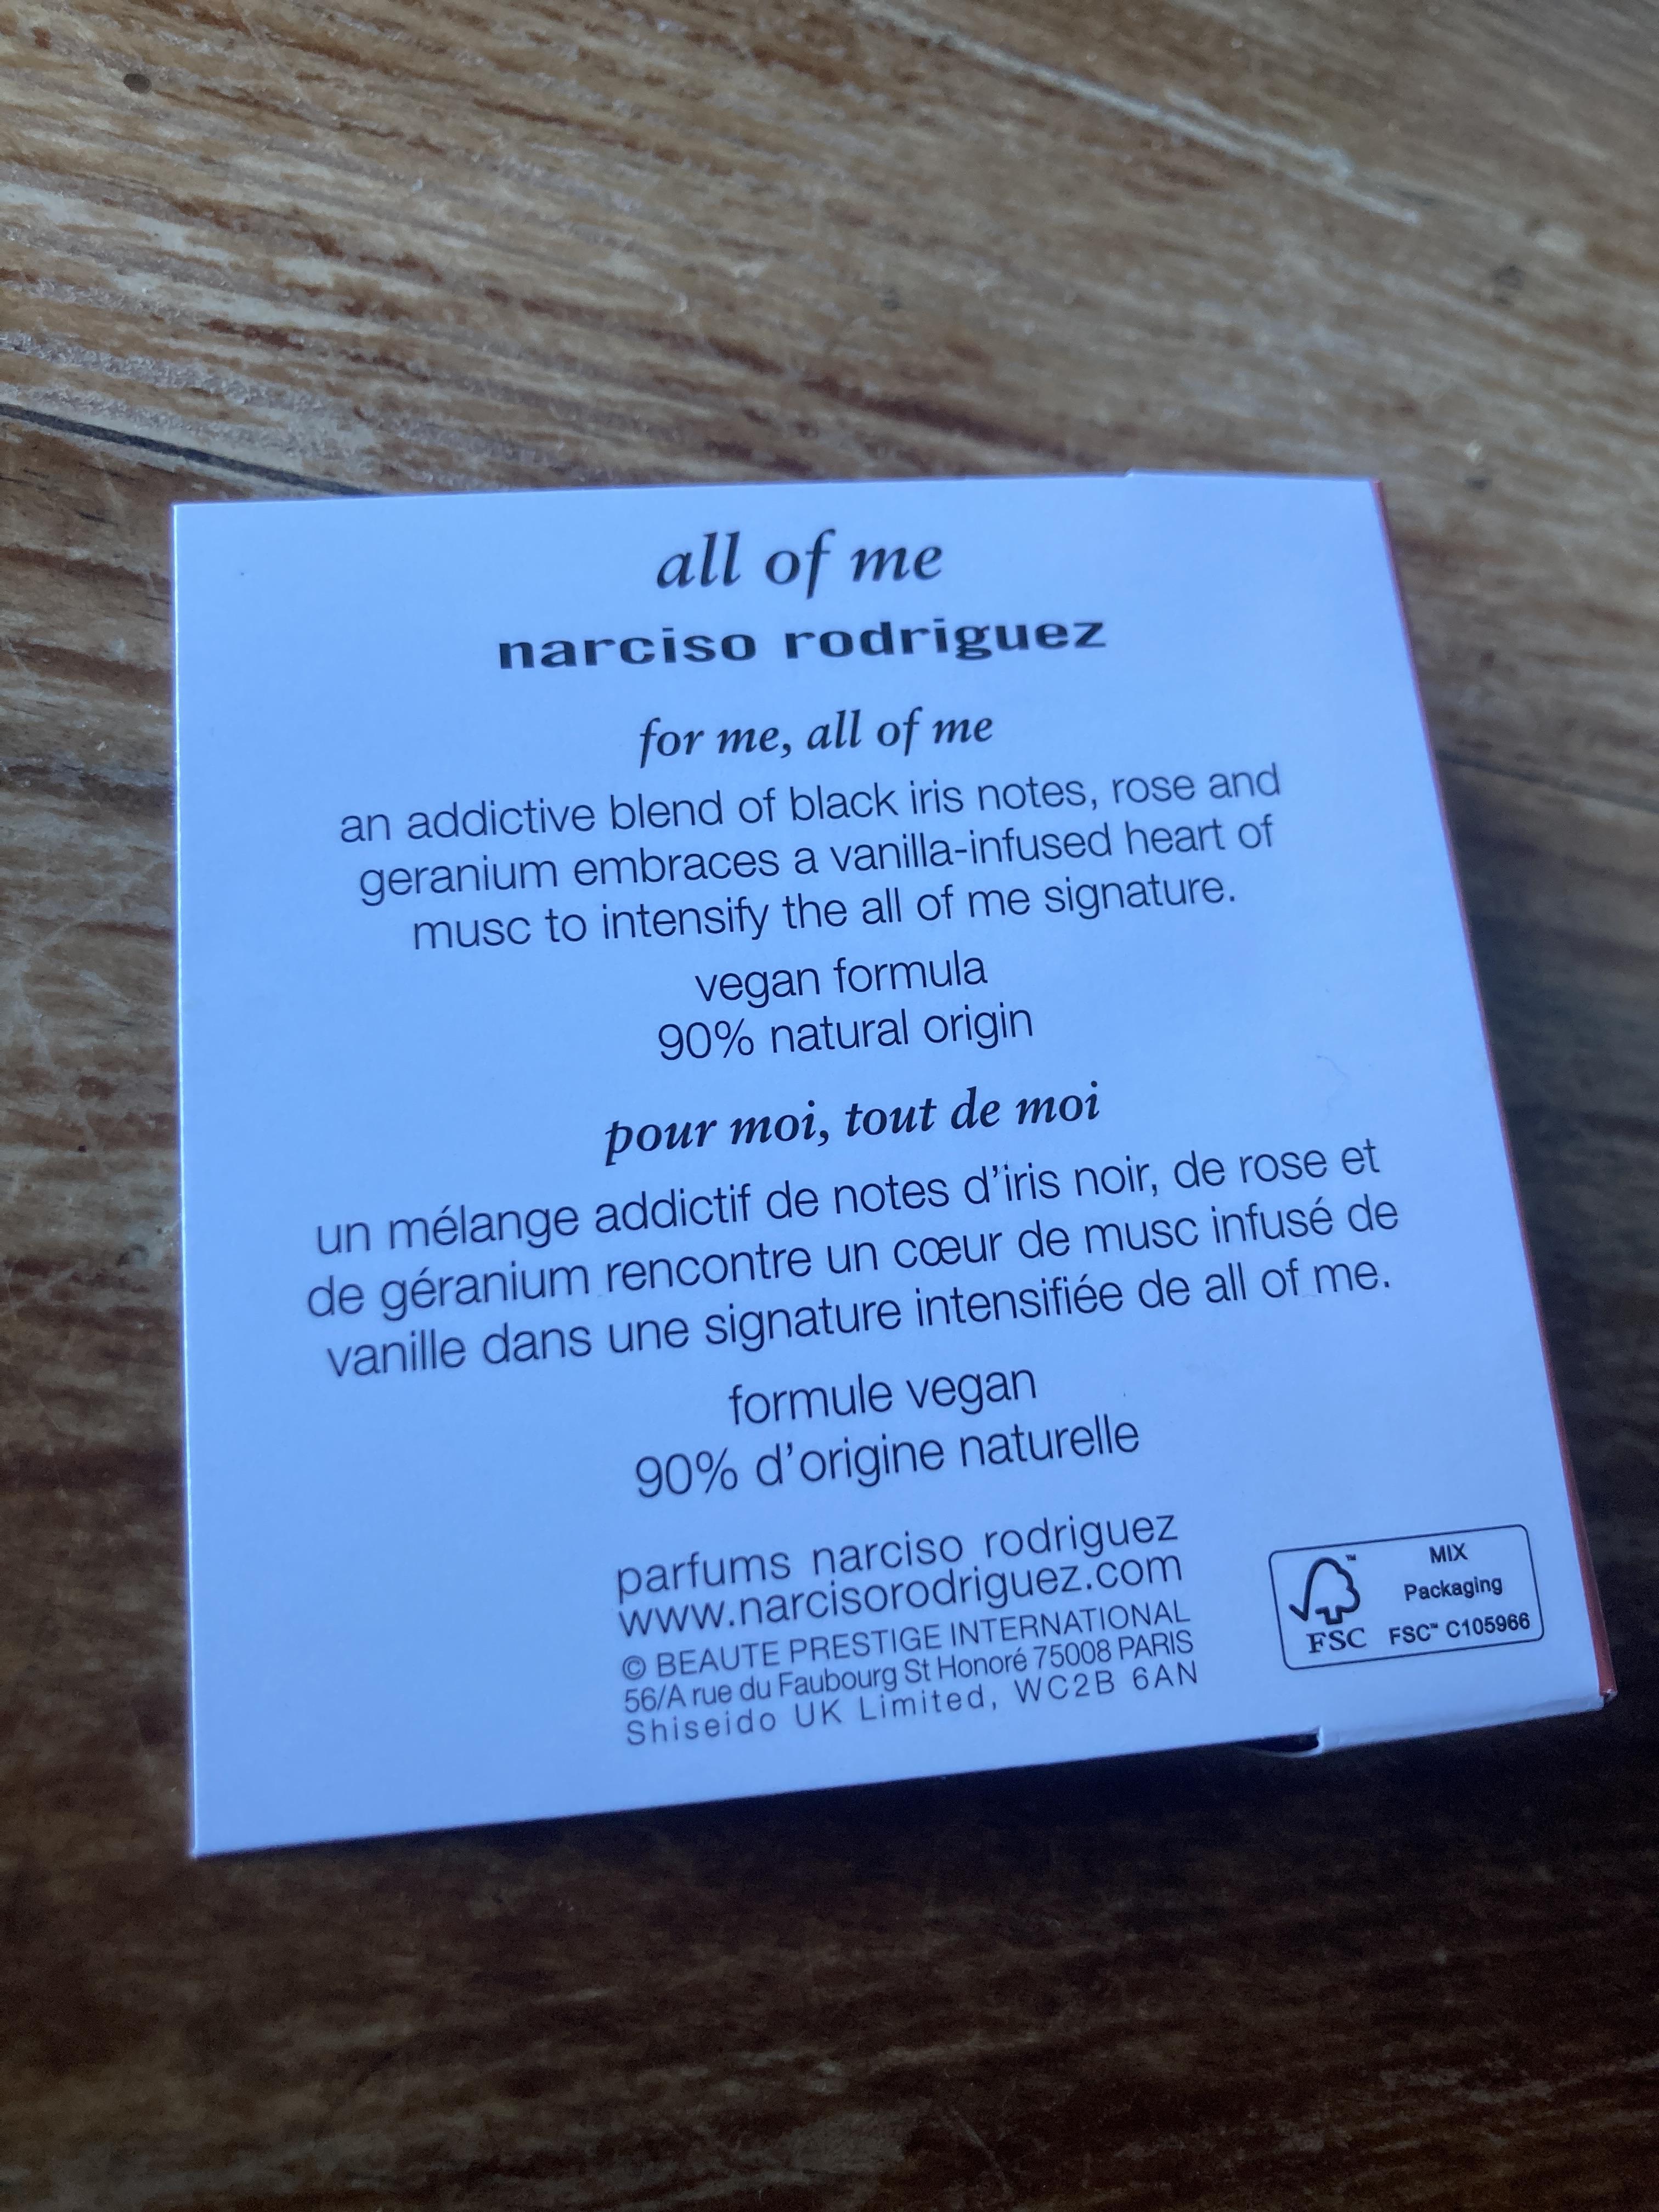 all of me
narciso rodriguez
for me, all of me
an addictive blend of black iris notes, rose and
geranium embraces a vanilla-infused heart of
musc to intensify the all of me signature.
vegan formula
90% natural origin
pour moi, tout de moi
un mélange addictif de notes d'iris noir, de rose et
de géranium rencontre un cœur de musc infusé de
vanille dans une signature intensifiée de all of me.
formule vegan
90% d'origine naturelle
parfums narciso rodriguez
www.narcisorodriguez.com
© BEAUTE PRESTIGE INTERNATIONAL
56/A rue du Faubourg St Honoré 75008 PARIS
Shiseido UK Limited, WC2B 6AN
FSC
MIX
Packaging
FSC™ C105966